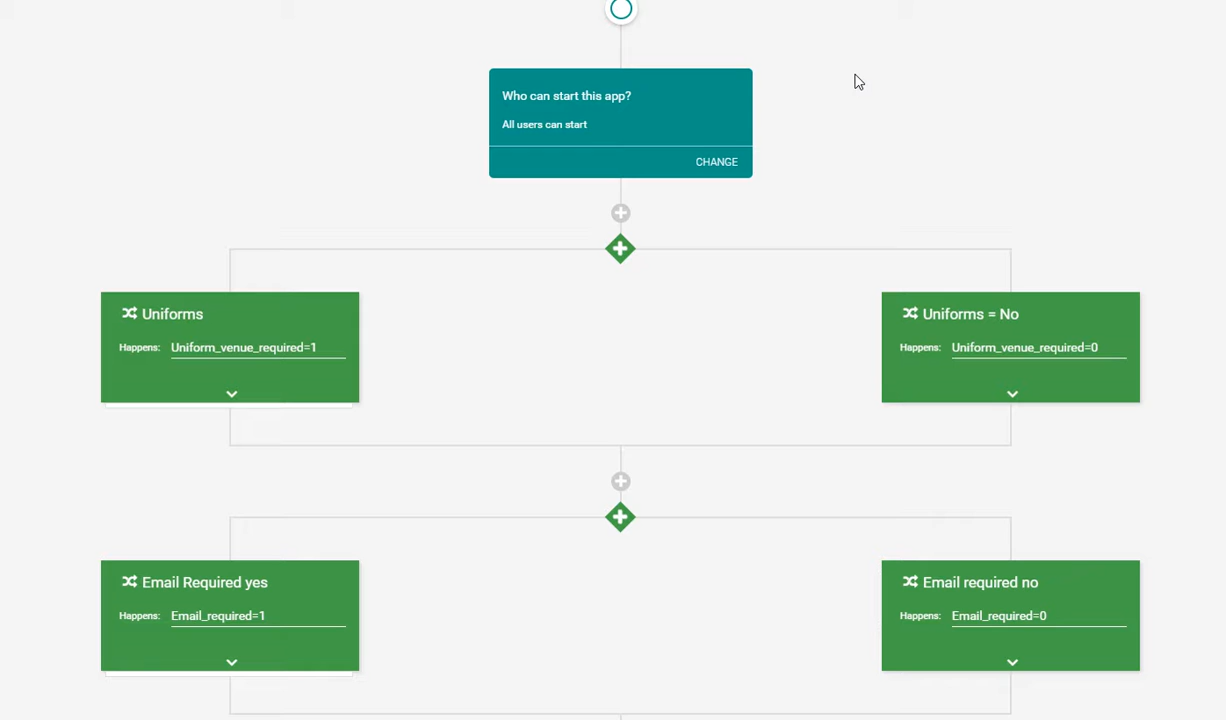 Who can start this app?
All users can start
CHANGE
Uniforms
Happens: Uniform_venue_required=1
Uniforms = No
Happens: Uniform_venue_required=0
Email Required yes
Happens: Email_required=1
Email required no
Happens: Email_required=0